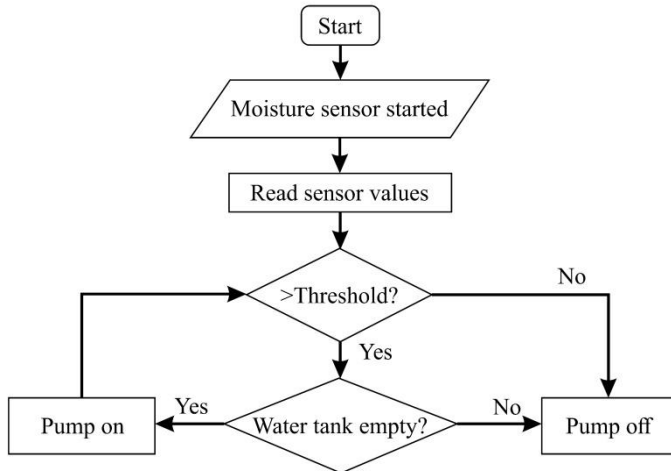 Start
Moisture sensor started
Read sensor values
>Threshold?
No
Yes
Pump on
Yes
Water tank empty?
No
Pump off